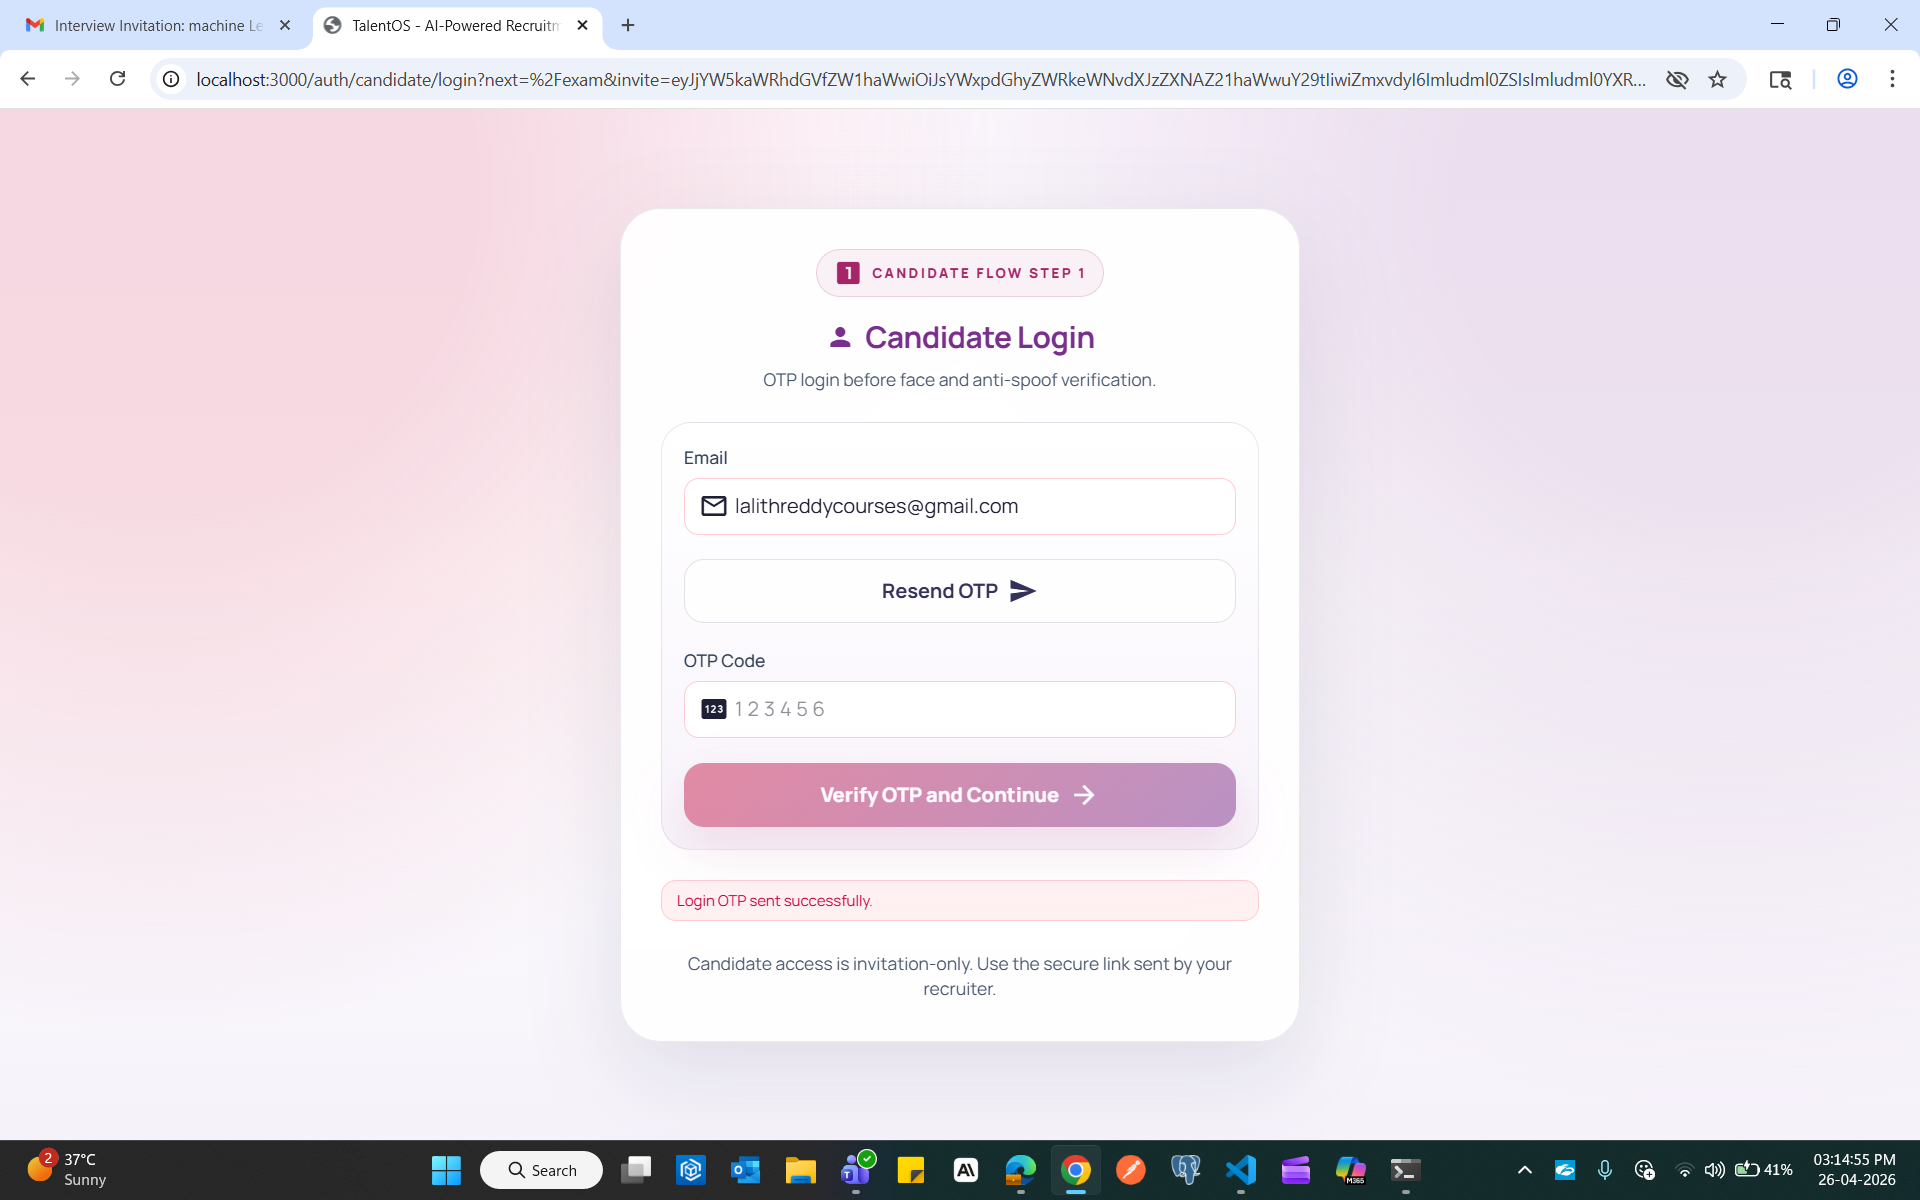 Interview Invitation: machine Le
TalentOS - AI-Powered Recruitm
localhost:3000/auth/candidate/login?next=%2Fexam&invite=eyJjYW5kaWRhdGVfZW1haWwiOiJsYWxpdGhyZWRkeWNvdXJzZXNAZ21haWwuY29tIiwiZmxvdyI6Imludml0ZSIsImludml0YXR...
1 CANDIDATE FLOW STEP 1
Candidate Login
OTP login before face and anti-spoof verification.
Email
lalithreddycourses@gmail.com
Resend OTP
OTP Code
123 1 2 3 4 5 6
Verify OTP and Continue
Login OTP sent successfully.
Candidate access is invitation-only. Use the secure link sent by your
recruiter.
2
37°C
Sunny
Search
M365
41%
03:14:55 PM
26-04-2026